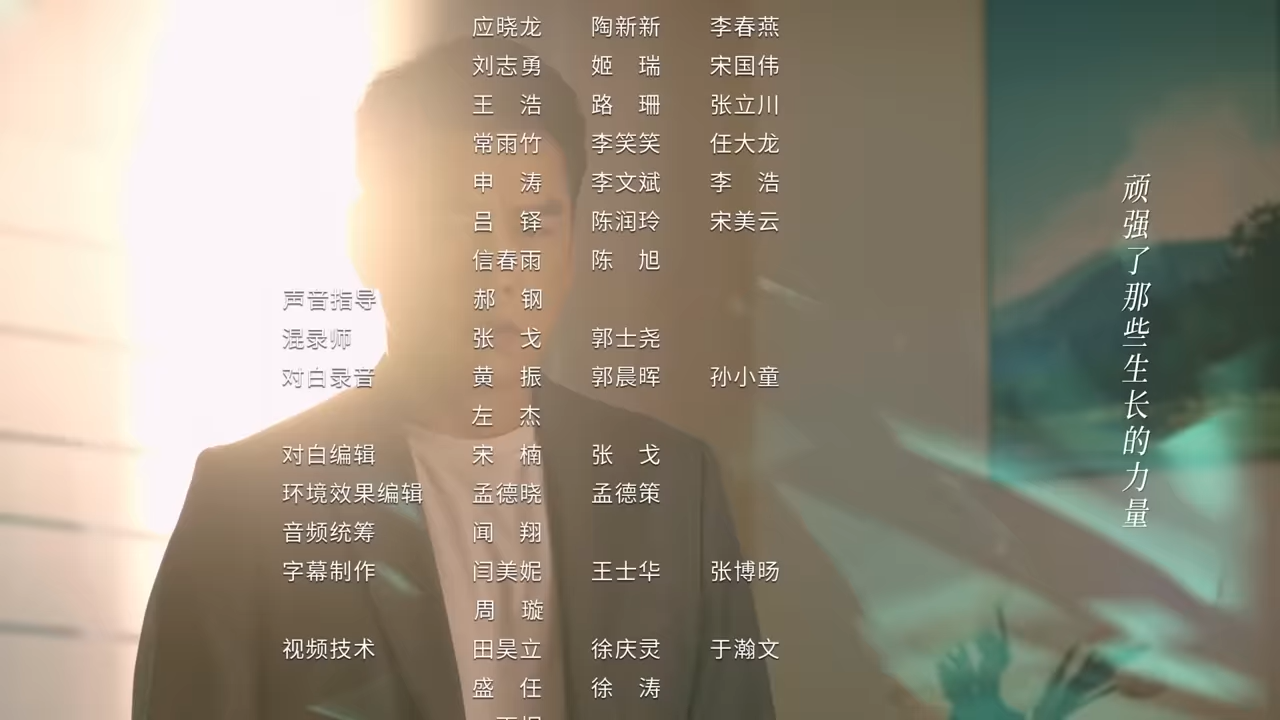 应晓龙 陶新新 李春燕
刘志勇 姬 瑞 宋国伟
王 浩 路 珊 张立川
常雨竹 李笑笑 任大龙
申 涛 李文斌 李 浩
吕 铎 陈润玲 宋美云
信春雨 陈 旭
声音指导 郝 钢
混录师 张 戈 郭士尧
对白录音 黄 振 郭晨晖 孙小童
左 杰
对白编辑 宋 楠 张 戈
环境效果编辑 孟德晓 孟德策
音频统筹 闻 翔
字幕制作 闫美妮 王士华 张博旸
周 璇
视频技术 田昊立 徐庆灵 于瀚文
盛 任 徐 涛
顽强了那些生长的力量